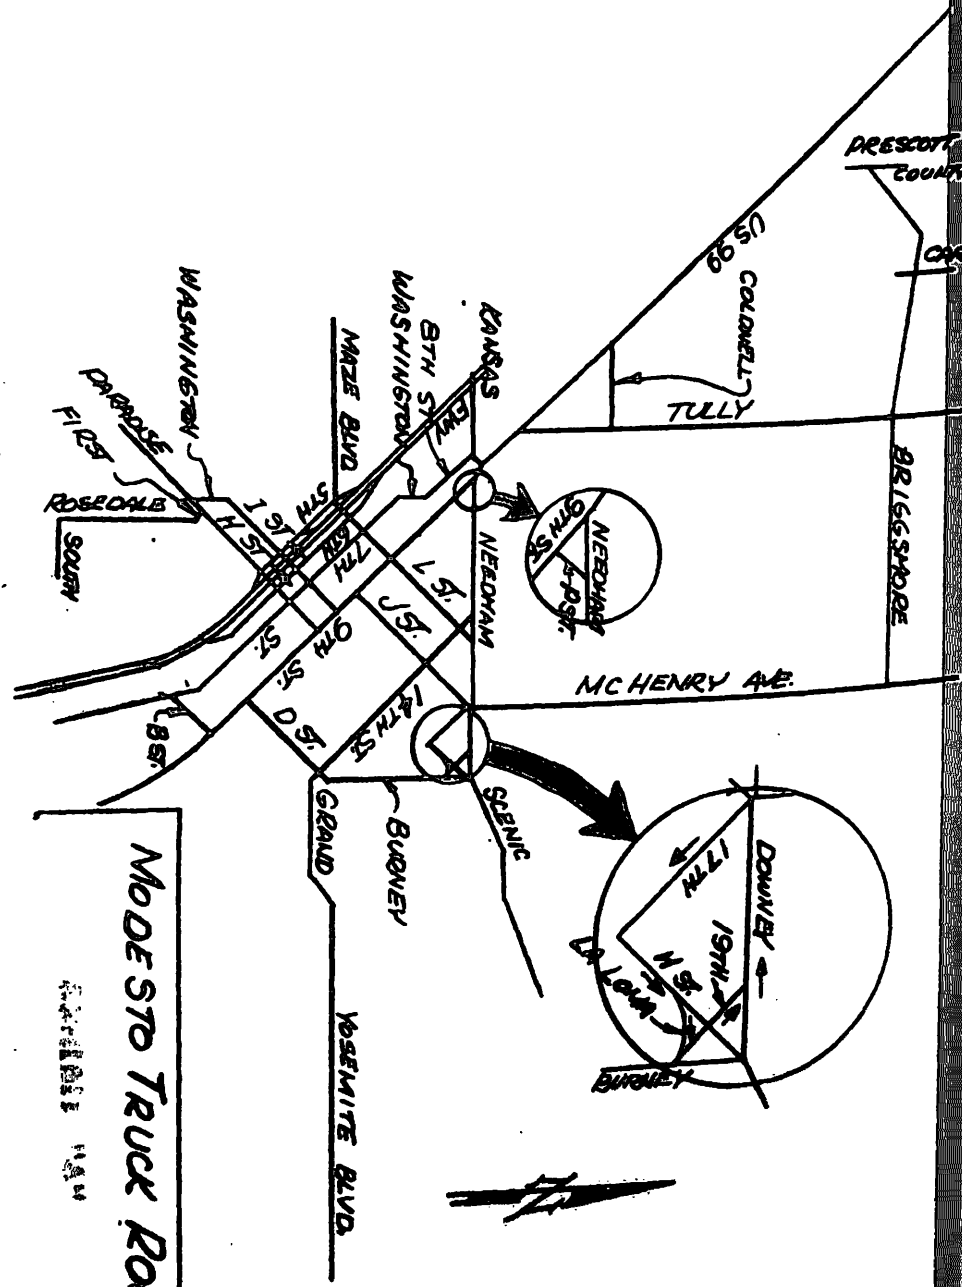 PRESCOTT
US 99
COLDWELL
TULLY
BRIGGSMORE
KANSAS
8TH ST
WASHINGTON
FWY
MAZE BLVD
WASHINGTON
PARADISE
FIRST
ROSEDALE
SOUTH
I ST
H ST
5TH
6TH
7TH
9TH
ST.
ST.
L ST.
J ST.
14TH ST.
D ST.
B ST.
NEEDHAM
9TH ST.
NEEDHAM
P ST.
MC HENRY AVE.
SCENIC
BURNEY
GRAND
YOSEMITE BLVD.
DOWNEY
17TH
19TH
M ST.
LA LOMA
BURNEY
N
MODESTO TRUCK